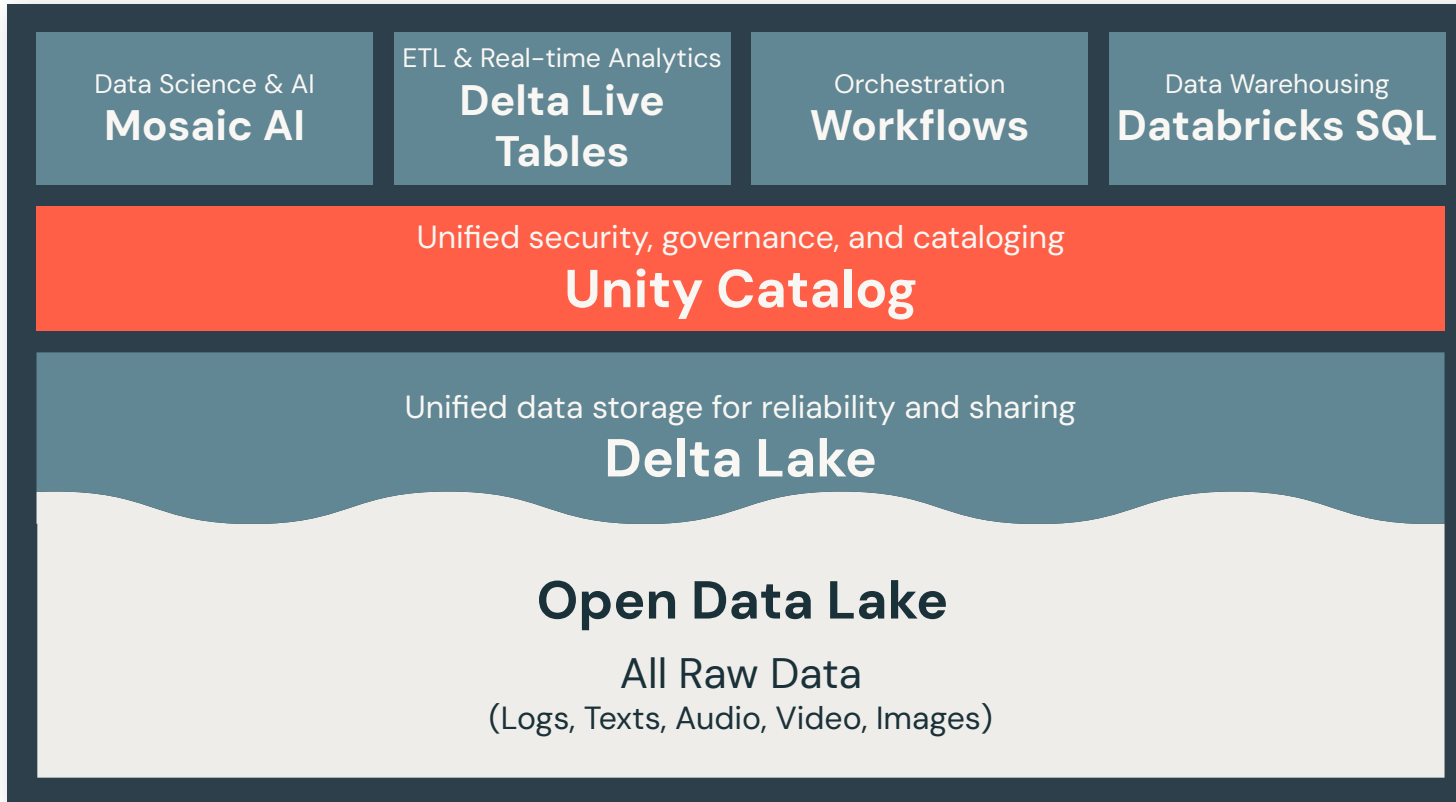 Data Science & AI
Mosaic AI
ETL & Real-time Analytics
Delta Live
Tables
Orchestration
Workflows
Data Warehousing
Databricks SQL
Unified security, governance, and cataloging
Unity Catalog
Unified data storage for reliability and sharing
Delta Lake
Open Data Lake
All Raw Data
(Logs, Texts, Audio, Video, Images)